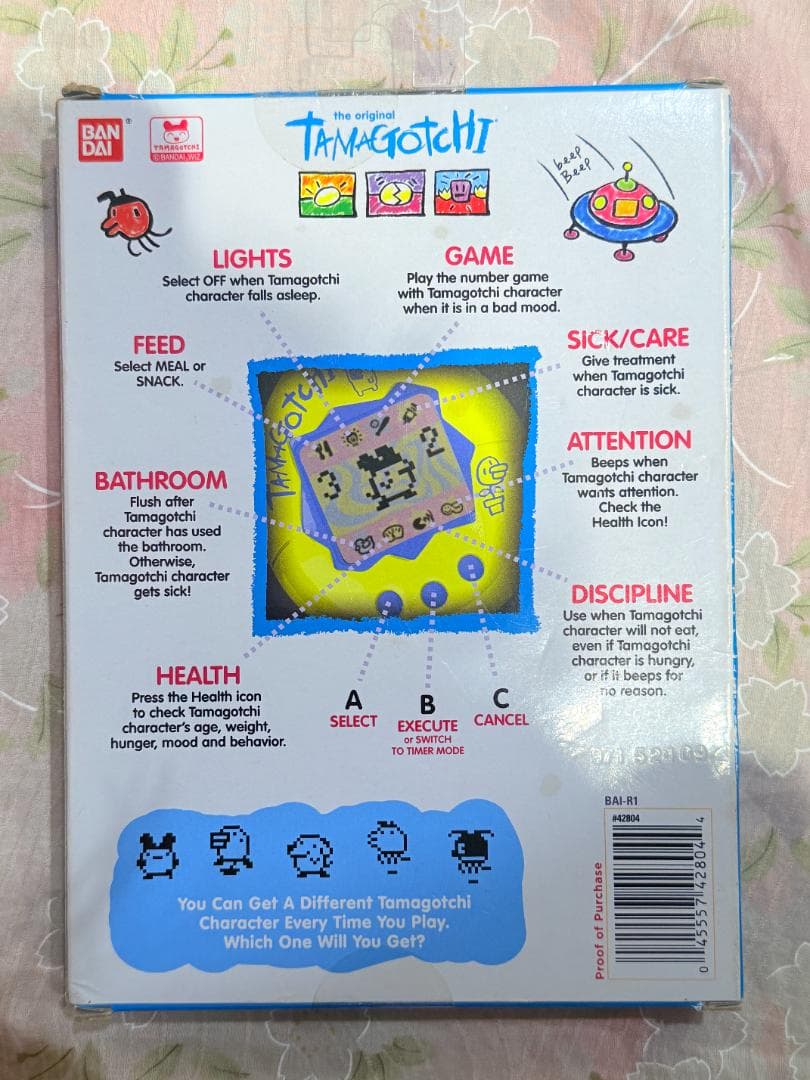 BAN
DAI
®
TAMAGOTCHI
©BANDAI,WIZ
the original
TAMAGOTCHI
beep
Beep
LIGHTS
Select OFF when Tamagotchi
character falls asleep.
GAME
Play the number game
with Tamagotchi character
when it is in a bad mood.
FEED
Select MEAL or
SNACK.
SICK/CARE
Give treatment
when Tamagotchi
character is sick.
TAMAGOTCHI
3
2
ATTENTION
Beeps when
Tamagotchi character
wants attention.
Check the
Health Icon!
BATHROOM
Flush after
Tamagotchi
character has used
the bathroom.
Otherwise,
Tamagotchi character
gets sick!
DISCIPLINE
Use when Tamagotchi
character will not eat,
even if Tamagotchi
character is hungry,
or if it beeps for
no reason.
HEALTH
Press the Health icon
to check Tamagotchi
character's age, weight,
hunger, mood and behavior.
A
SELECT
B
EXECUTE
or SWITCH
TO TIMER MODE
C
CANCEL
BAI-R1
#42804
0 45557 42804 4
Proof of Purchase
You Can Get A Different Tamagotchi
Character Every Time You Play.
Which One Will You Get?